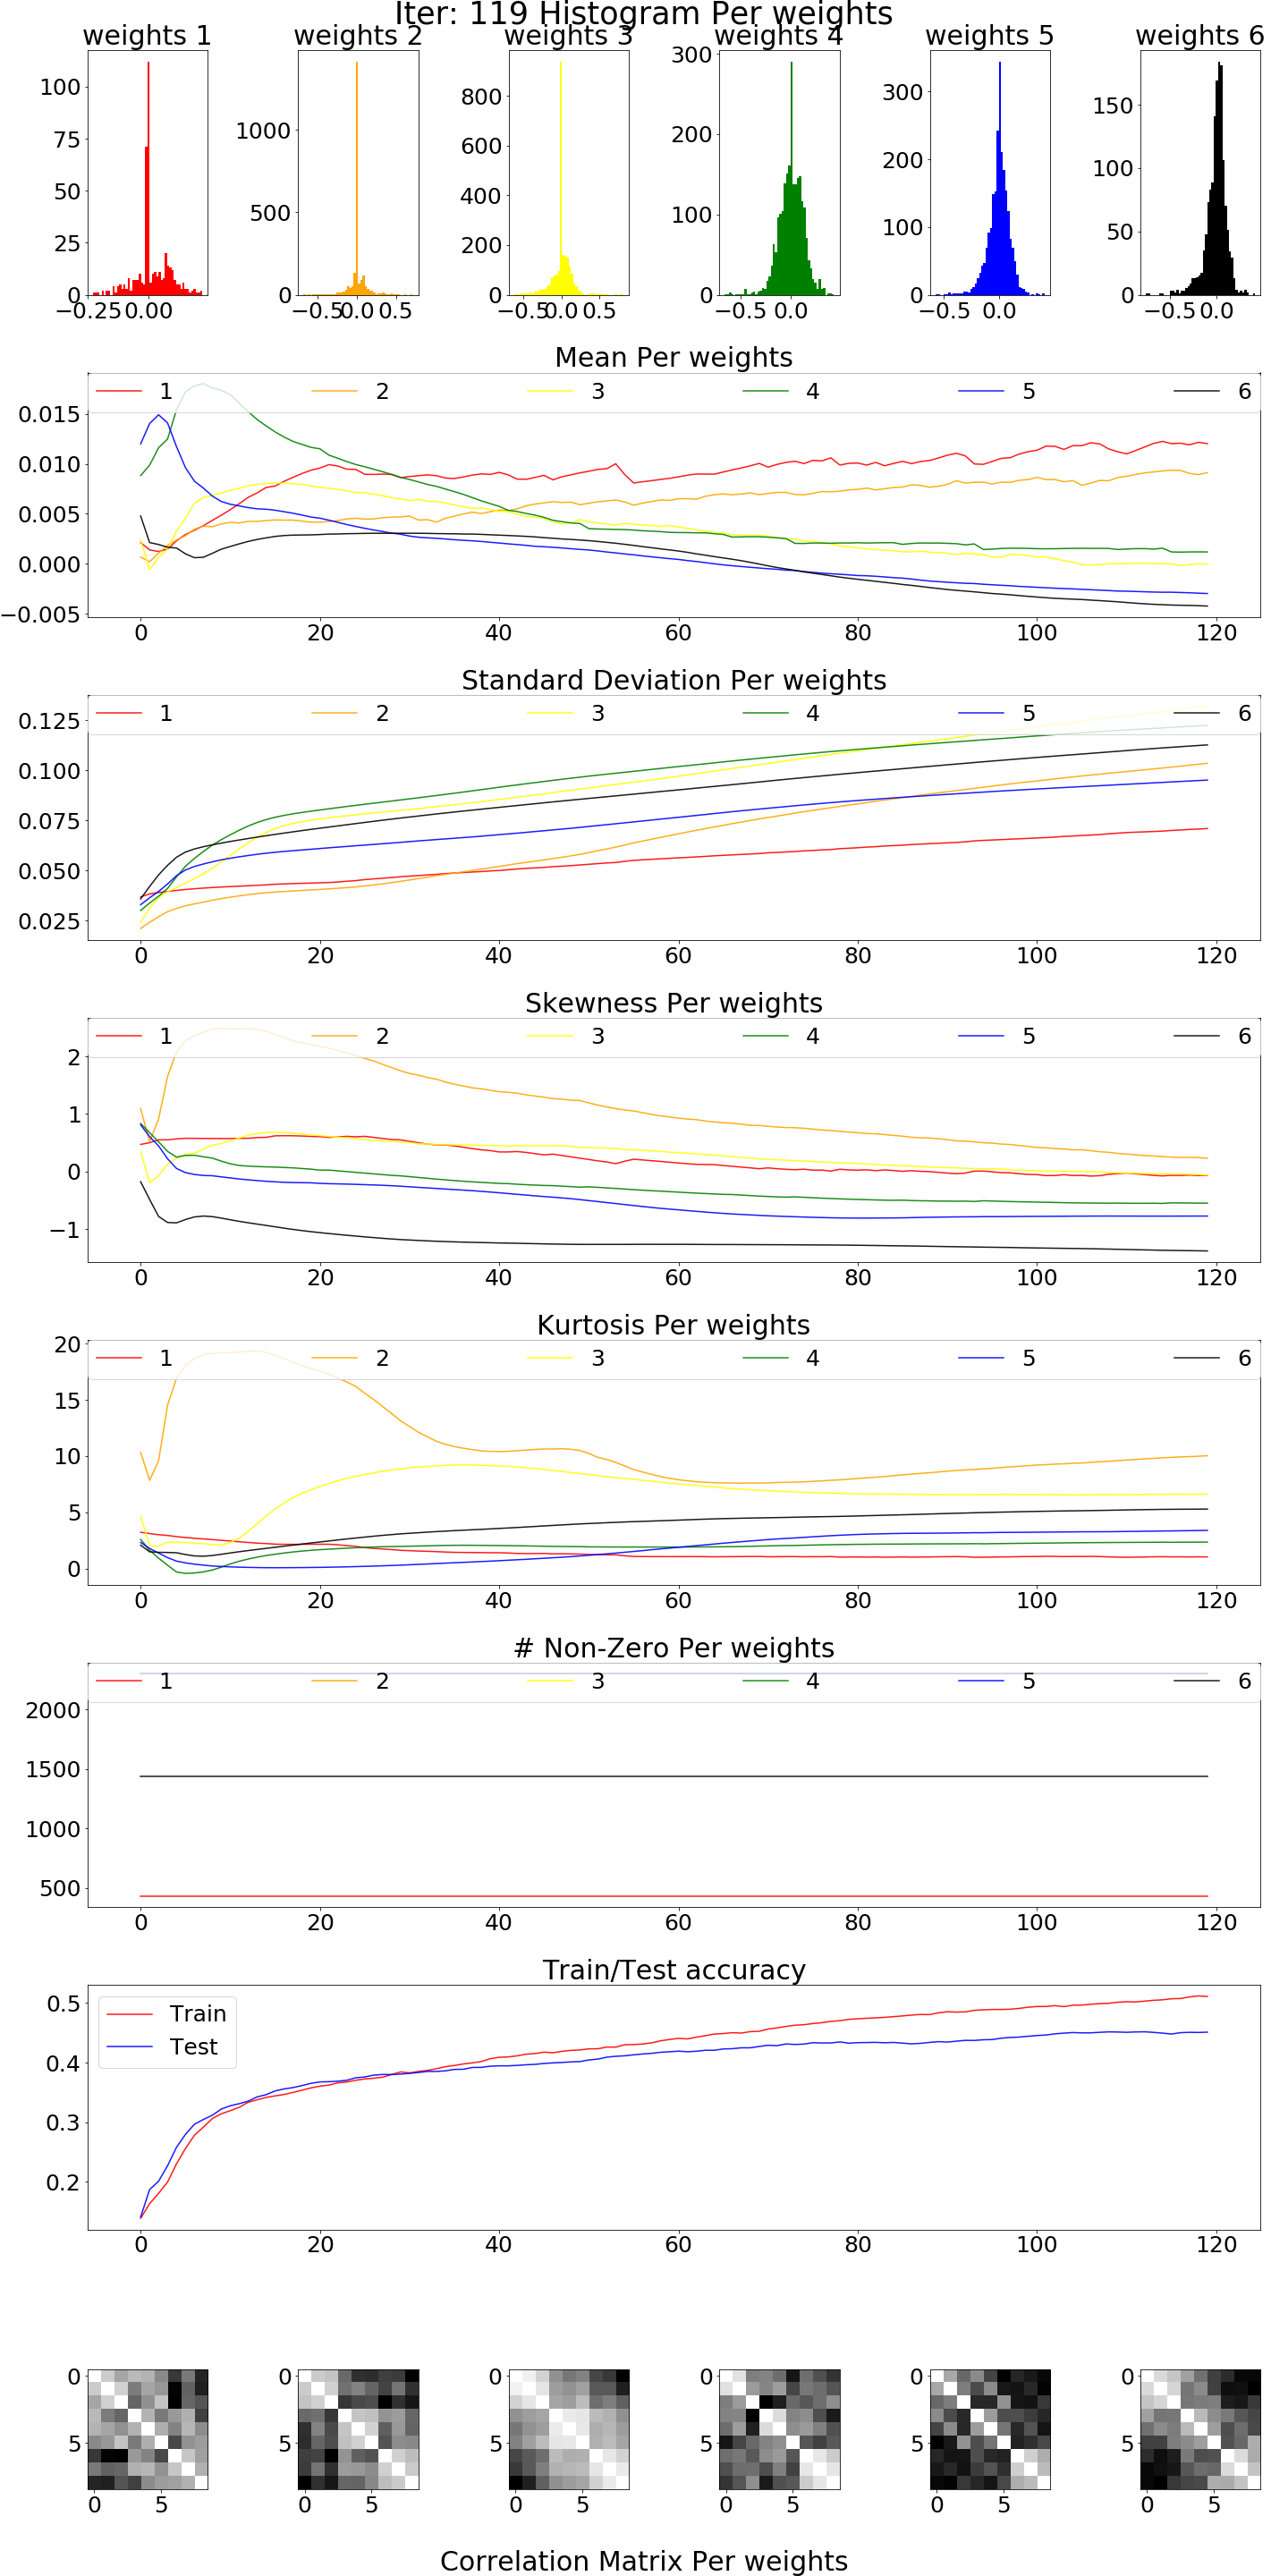 Iter: 119 Histogram Per weights
weights 1 weights 2 weights 3 weights 4 weights 5 weights 6
100
75
50
25
0
−0.25 0.00
1000
500
0
−0.5 0.0 0.5
800
600
400
200
0
−0.5 0.0 0.5
300
200
100
0
−0.5 0.0
300
200
100
0
−0.5 0.0
150
100
50
0
−0.5 0.0
Mean Per weights
1 2 3 4 5 6
0.015
0.010
0.005
0.000
−0.005
0 20 40 60 80 100 120
Standard Deviation Per weights
1 2 3 4 5 6
0.125
0.100
0.075
0.050
0.025
0 20 40 60 80 100 120
Skewness Per weights
1 2 3 4 5 6
2
1
0
−1
0 20 40 60 80 100 120
Kurtosis Per weights
1 2 3 4 5 6
20
15
10
5
0
0 20 40 60 80 100 120
# Non-Zero Per weights
1 2 3 4 5 6
2000
1500
1000
500
0 20 40 60 80 100 120
Train/Test accuracy
Train
Test
0.5
0.4
0.3
0.2
0 20 40 60 80 100 120
0 0 0 0 0 0
5 5 5 5 5 5
0 5 0 5 0 5 0 5 0 5 0 5
Correlation Matrix Per weights